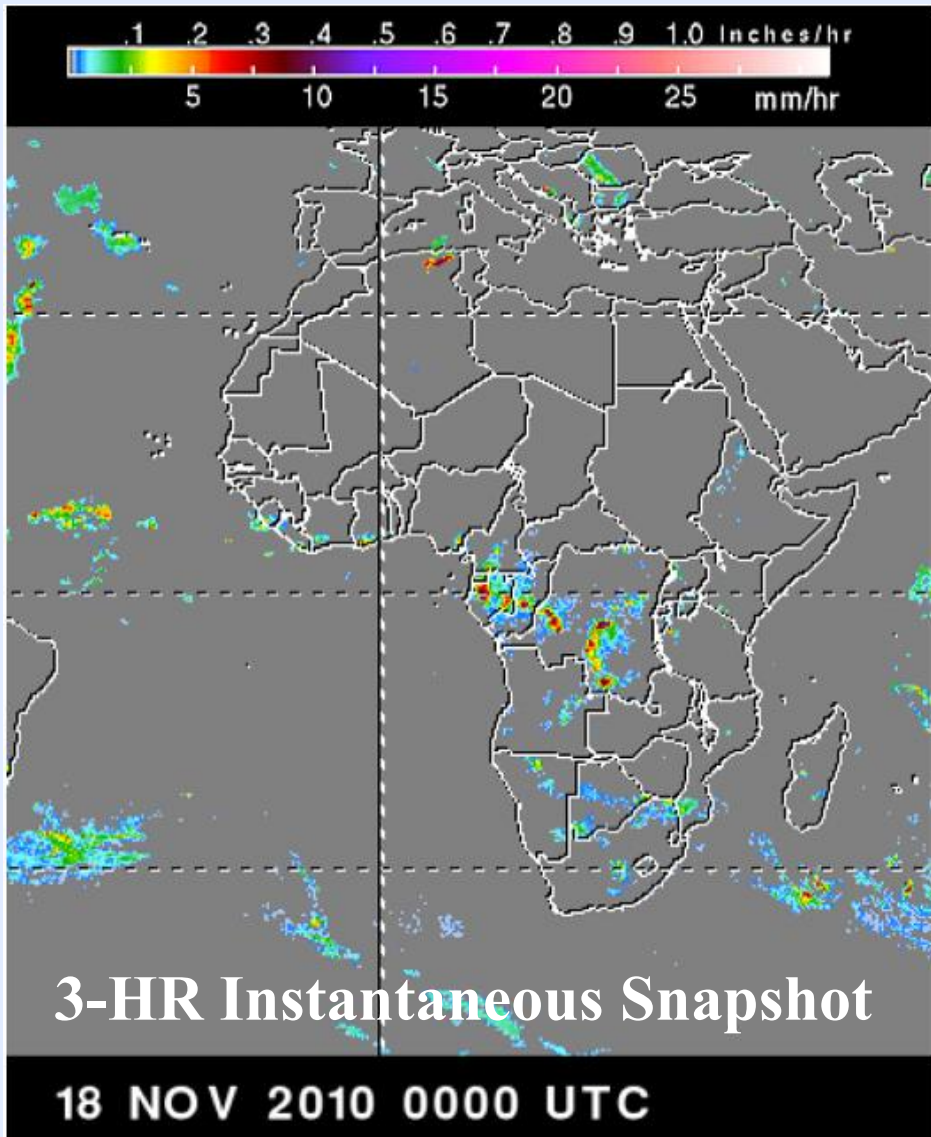 .1 .2 .3 .4 .5 .6 .7 .8 .9 1.0 Inches/hr
5 10 15 20 25 mm/hr
3-HR Instantaneous Snapshot
18 NOV 2010 0000 UTC